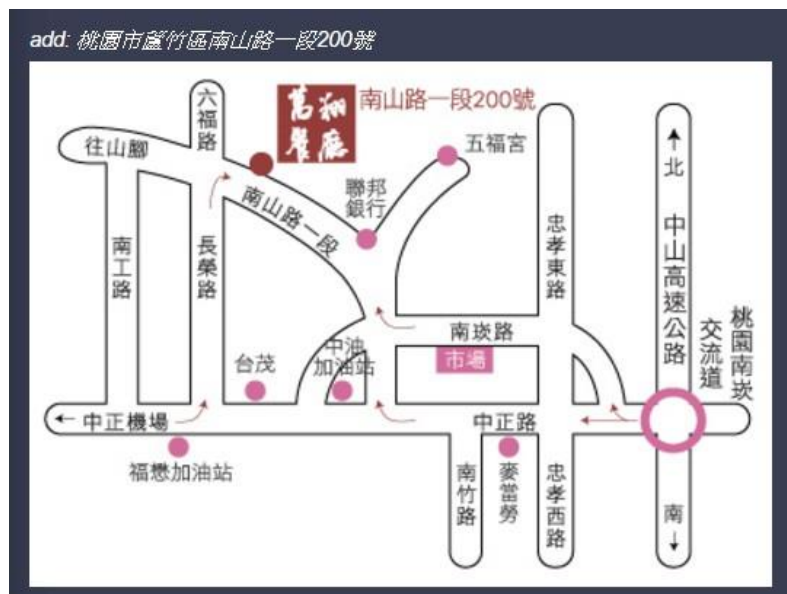 add: 桃園市蘆竹區南山路一段200號
萬翔
餐廳
南山路一段200號
六福路
往山腳
五福宮
聯邦
銀行
南山路一段
北
中山高速公路
忠孝東路
南工路
長榮路
桃園南崁
交流道
南崁路
市場
台茂
中油
加油站
中正機場
中正路
福懋加油站
南竹路
麥當勞
忠孝西路
南